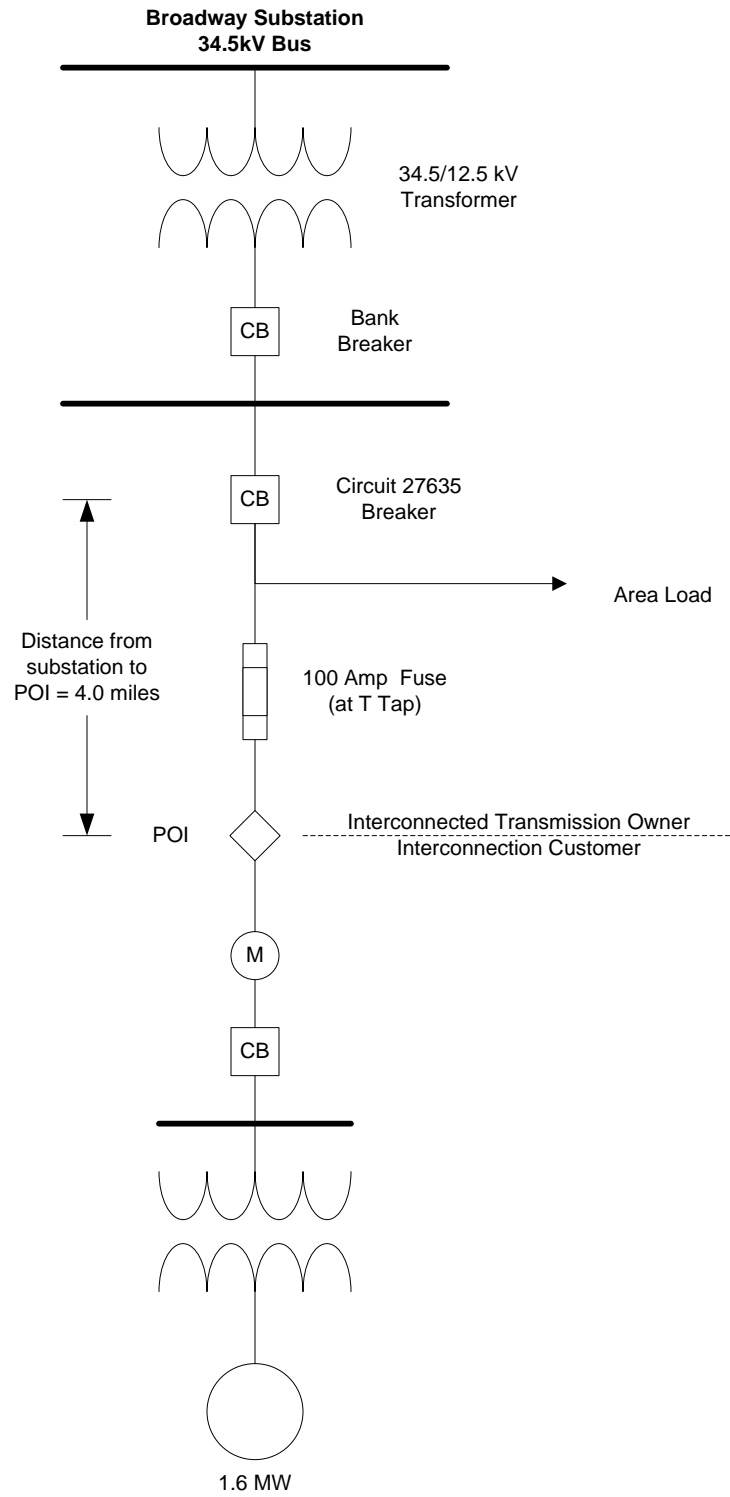 Broadway Substation
34.5kV Bus
34.5/12.5 kV
Transformer
CB
Bank
Breaker
CB
Circuit 27635
Breaker
Area Load
Distance from
substation to
POI = 4.0 miles
100 Amp  Fuse
(at T Tap)
POI
Interconnected Transmission Owner
Interconnection Customer
M
CB
1.6 MW